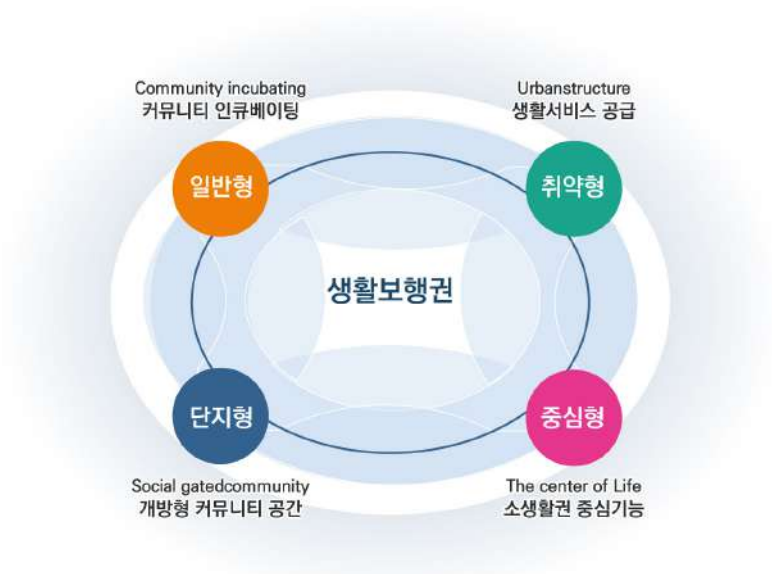 Community incubating
커뮤니티 인큐베이팅
Urbanstructure
생활서비스 공급
일반형
취약형
생활보행권
단지형
중심형
Social gatedcommunity
개방형 커뮤니티 공간
The center of Life
소생활권 중심기능